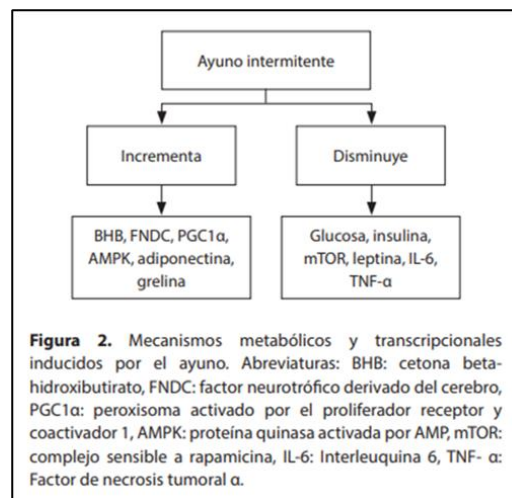 Ayuno intermitente
Incrementa
Disminuye
BHB, FNDC, PGC1α,
AMPK, adiponectina,
grelina
Glucosa, insulina,
mTOR, leptina, IL-6,
TNF-α
Figura 2. Mecanismos metabólicos y transcripcionales
inducidos por el ayuno. Abreviaturas: BHB: cetona beta-
hidroxibutirato, FNDC: factor neurotrófico derivado del cerebro,
PGC1α: peroxisoma activado por el proliferador receptor y
coactivador 1, AMPK: proteína quinasa activada por AMP, mTOR:
complejo sensible a rapamicina, IL-6: Interleuquina 6, TNF- α:
Factor de necrosis tumoral α.